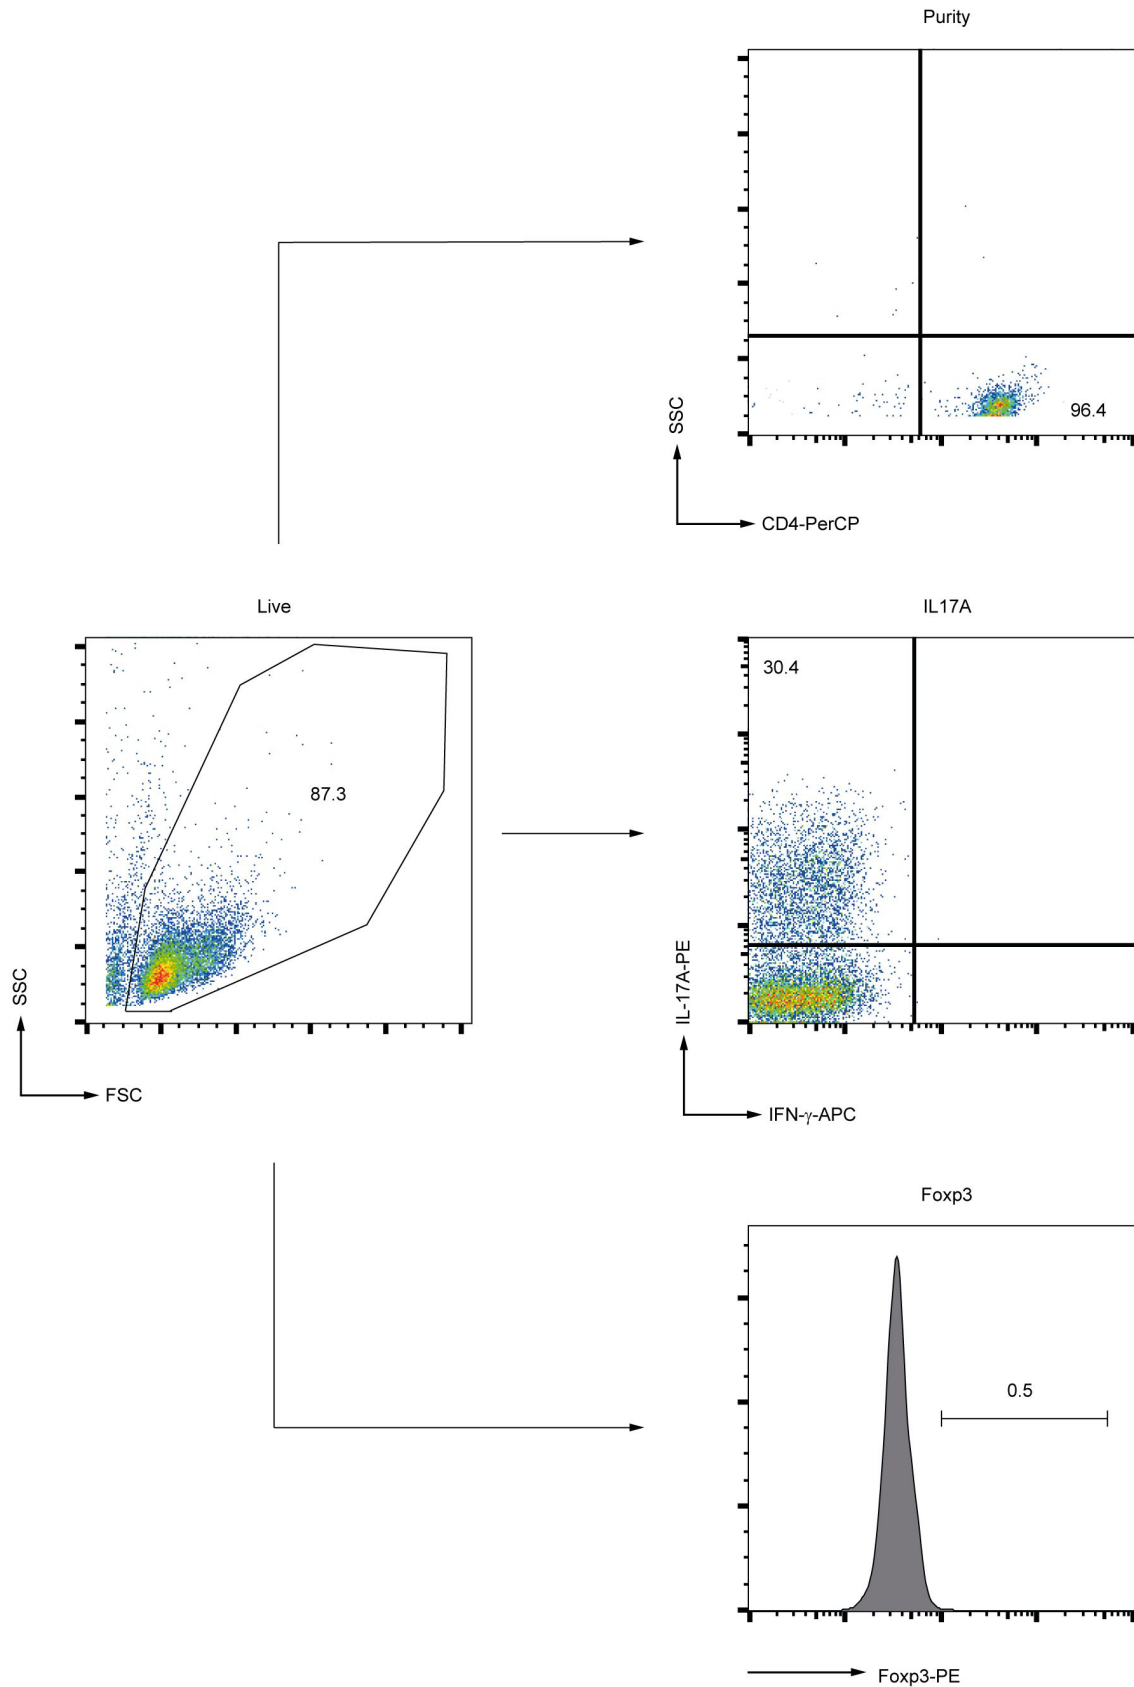 Purity
SSC
96.4
CD4-PerCP
Live
87.3
SSC
FSC
IL17A
30.4
IL-17A-PE
IFN-γ-APC
Foxp3
0.5
Foxp3-PE